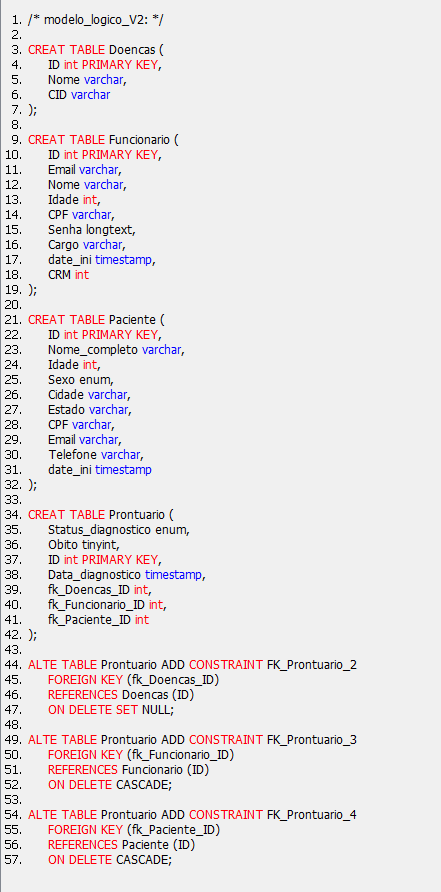 1. /* modelo_logico_V2: */
2.
3. CREAT TABLE Doencas (
4. ID int PRIMARY KEY,
5. Nome varchar,
6. CID varchar
7. );
8.
9. CREAT TABLE Funcionario (
10. ID int PRIMARY KEY,
11. Email varchar,
12. Nome varchar,
13. Idade int,
14. CPF varchar,
15. Senha longtext,
16. Cargo varchar,
17. date_ini timestamp,
18. CRM int
19. );
20.
21. CREAT TABLE Paciente (
22. ID int PRIMARY KEY,
23. Nome_completo varchar,
24. Idade int,
25. Sexo enum,
26. Cidade varchar,
27. Estado varchar,
28. CPF varchar,
29. Email varchar,
30. Telefone varchar,
31. date_ini timestamp
32. );
33.
34. CREAT TABLE Prontuario (
35. Status_diagnostico enum,
36. Obito tinyint,
37. ID int PRIMARY KEY,
38. Data_diagnostico timestamp,
39. fk_Doencas_ID int,
40. fk_Funcionario_ID int,
41. fk_Paciente_ID int
42. );
43.
44. ALTE TABLE Prontuario ADD CONSTRAINT FK_Prontuario_2
45. FOREIGN KEY (fk_Doencas_ID)
46. REFERENCES Doencas (ID)
47. ON DELETE SET NULL;
48.
49. ALTE TABLE Prontuario ADD CONSTRAINT FK_Prontuario_3
50. FOREIGN KEY (fk_Funcionario_ID)
51. REFERENCES Funcionario (ID)
52. ON DELETE CASCADE;
53.
54. ALTE TABLE Prontuario ADD CONSTRAINT FK_Prontuario_4
55. FOREIGN KEY (fk_Paciente_ID)
56. REFERENCES Paciente (ID)
57. ON DELETE CASCADE;